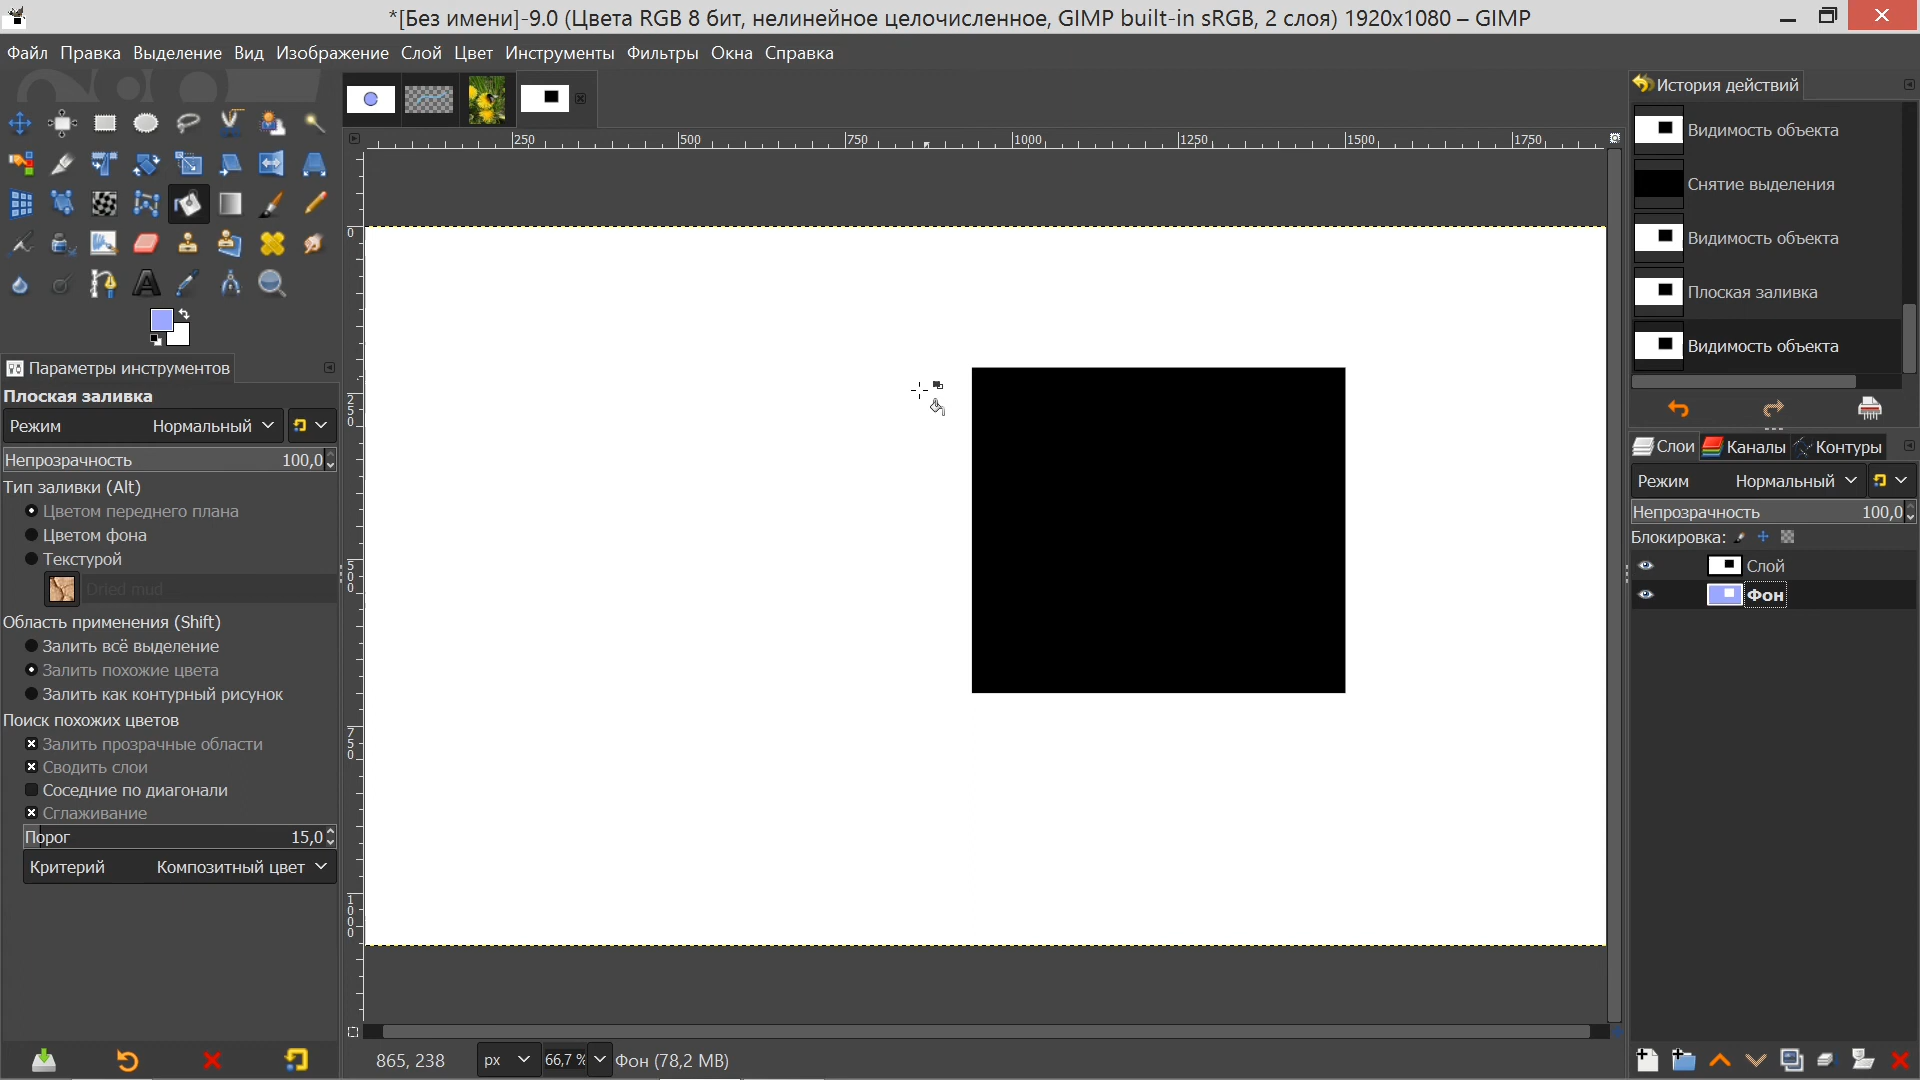 *[Без имени]-9.0 (Цвета RGB 8 бит, нелинейное целочисленное, GIMP built-in sRGB, 2 слоя) 1920x1080 – GIMP
Файл Правка Выделение Вид Изображение Слой Цвет Инструменты Фильтры Окна Справка
История действий
250 500 750 1000 1250 1500 1750
Видимость объекта
Снятие выделения
Видимость объекта
Плоская заливка
Видимость объекта
0
250
500
750
1000
Параметры инструментов
Плоская заливка
Режим Нормальный
Непрозрачность 100,0
Тип заливки (Alt)
Цветом переднего плана
Цветом фона
Текстурой
Dried mud
Область применения (Shift)
Залить всё выделение
Залить похожие цвета
Залить как контурный рисунок
Поиск похожих цветов
Залить прозрачные области
Сводить слои
Соседние по диагонали
Сглаживание
Порог 15,0
Критерий Композитный цвет
Слои Каналы Контуры
Режим Нормальный
Непрозрачность 100,0
Блокировка:
Слой
Фон
865, 238 px 66,7 % Фон (78,2 MB)